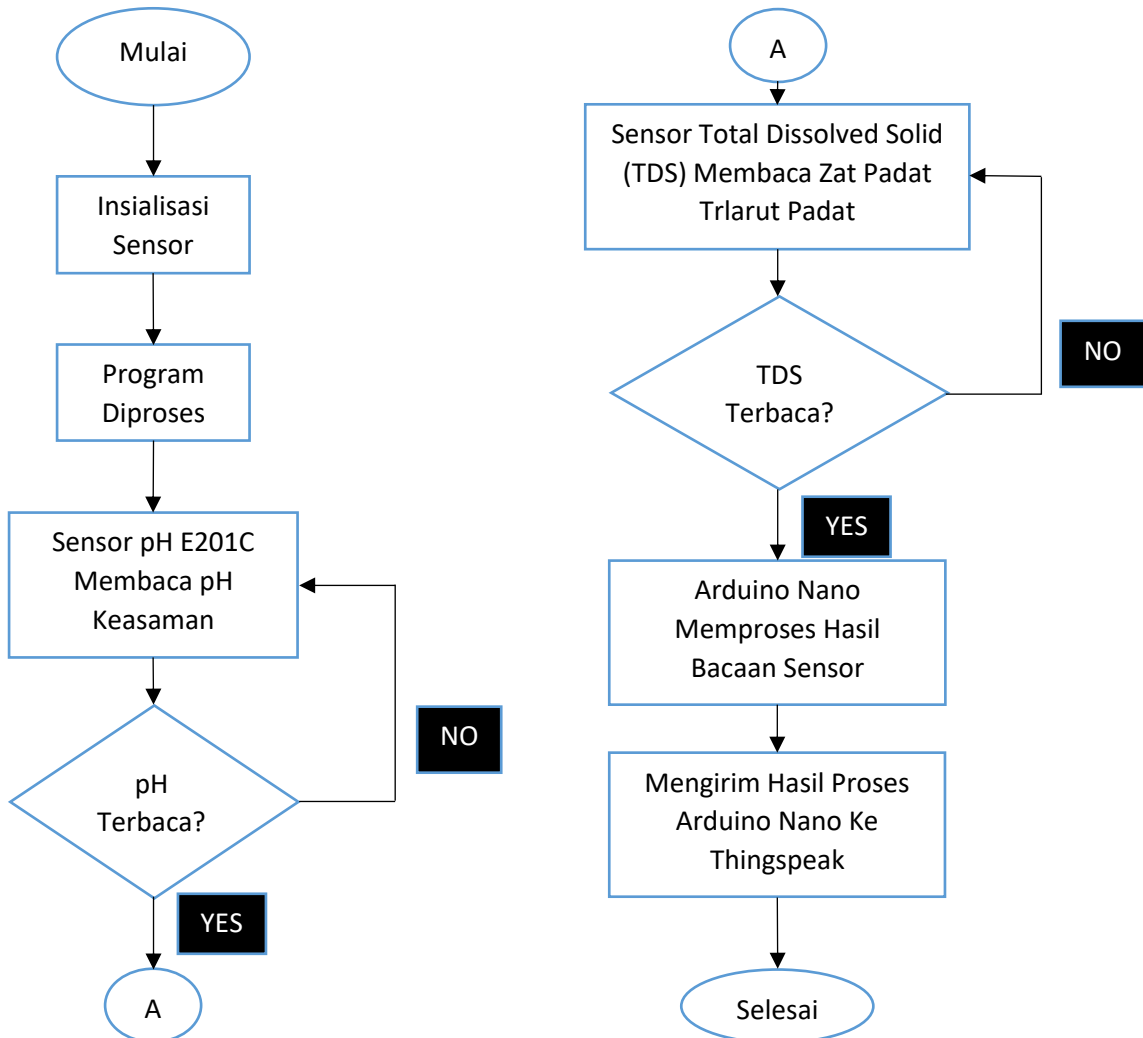 Mulai
Insialisasi
Sensor
Program
Diproses
Sensor pH E201C
Membaca pH
Keasaman
NO
pH
Terbaca?
YES
A
A
Sensor Total Dissolved Solid
(TDS) Membaca Zat Padat
Trlarut Padat
NO
TDS
Terbaca?
YES
Arduino Nano
Memproses Hasil
Bacaan Sensor
Mengirim Hasil Proses
Arduino Nano Ke
Thingspeak
Selesai